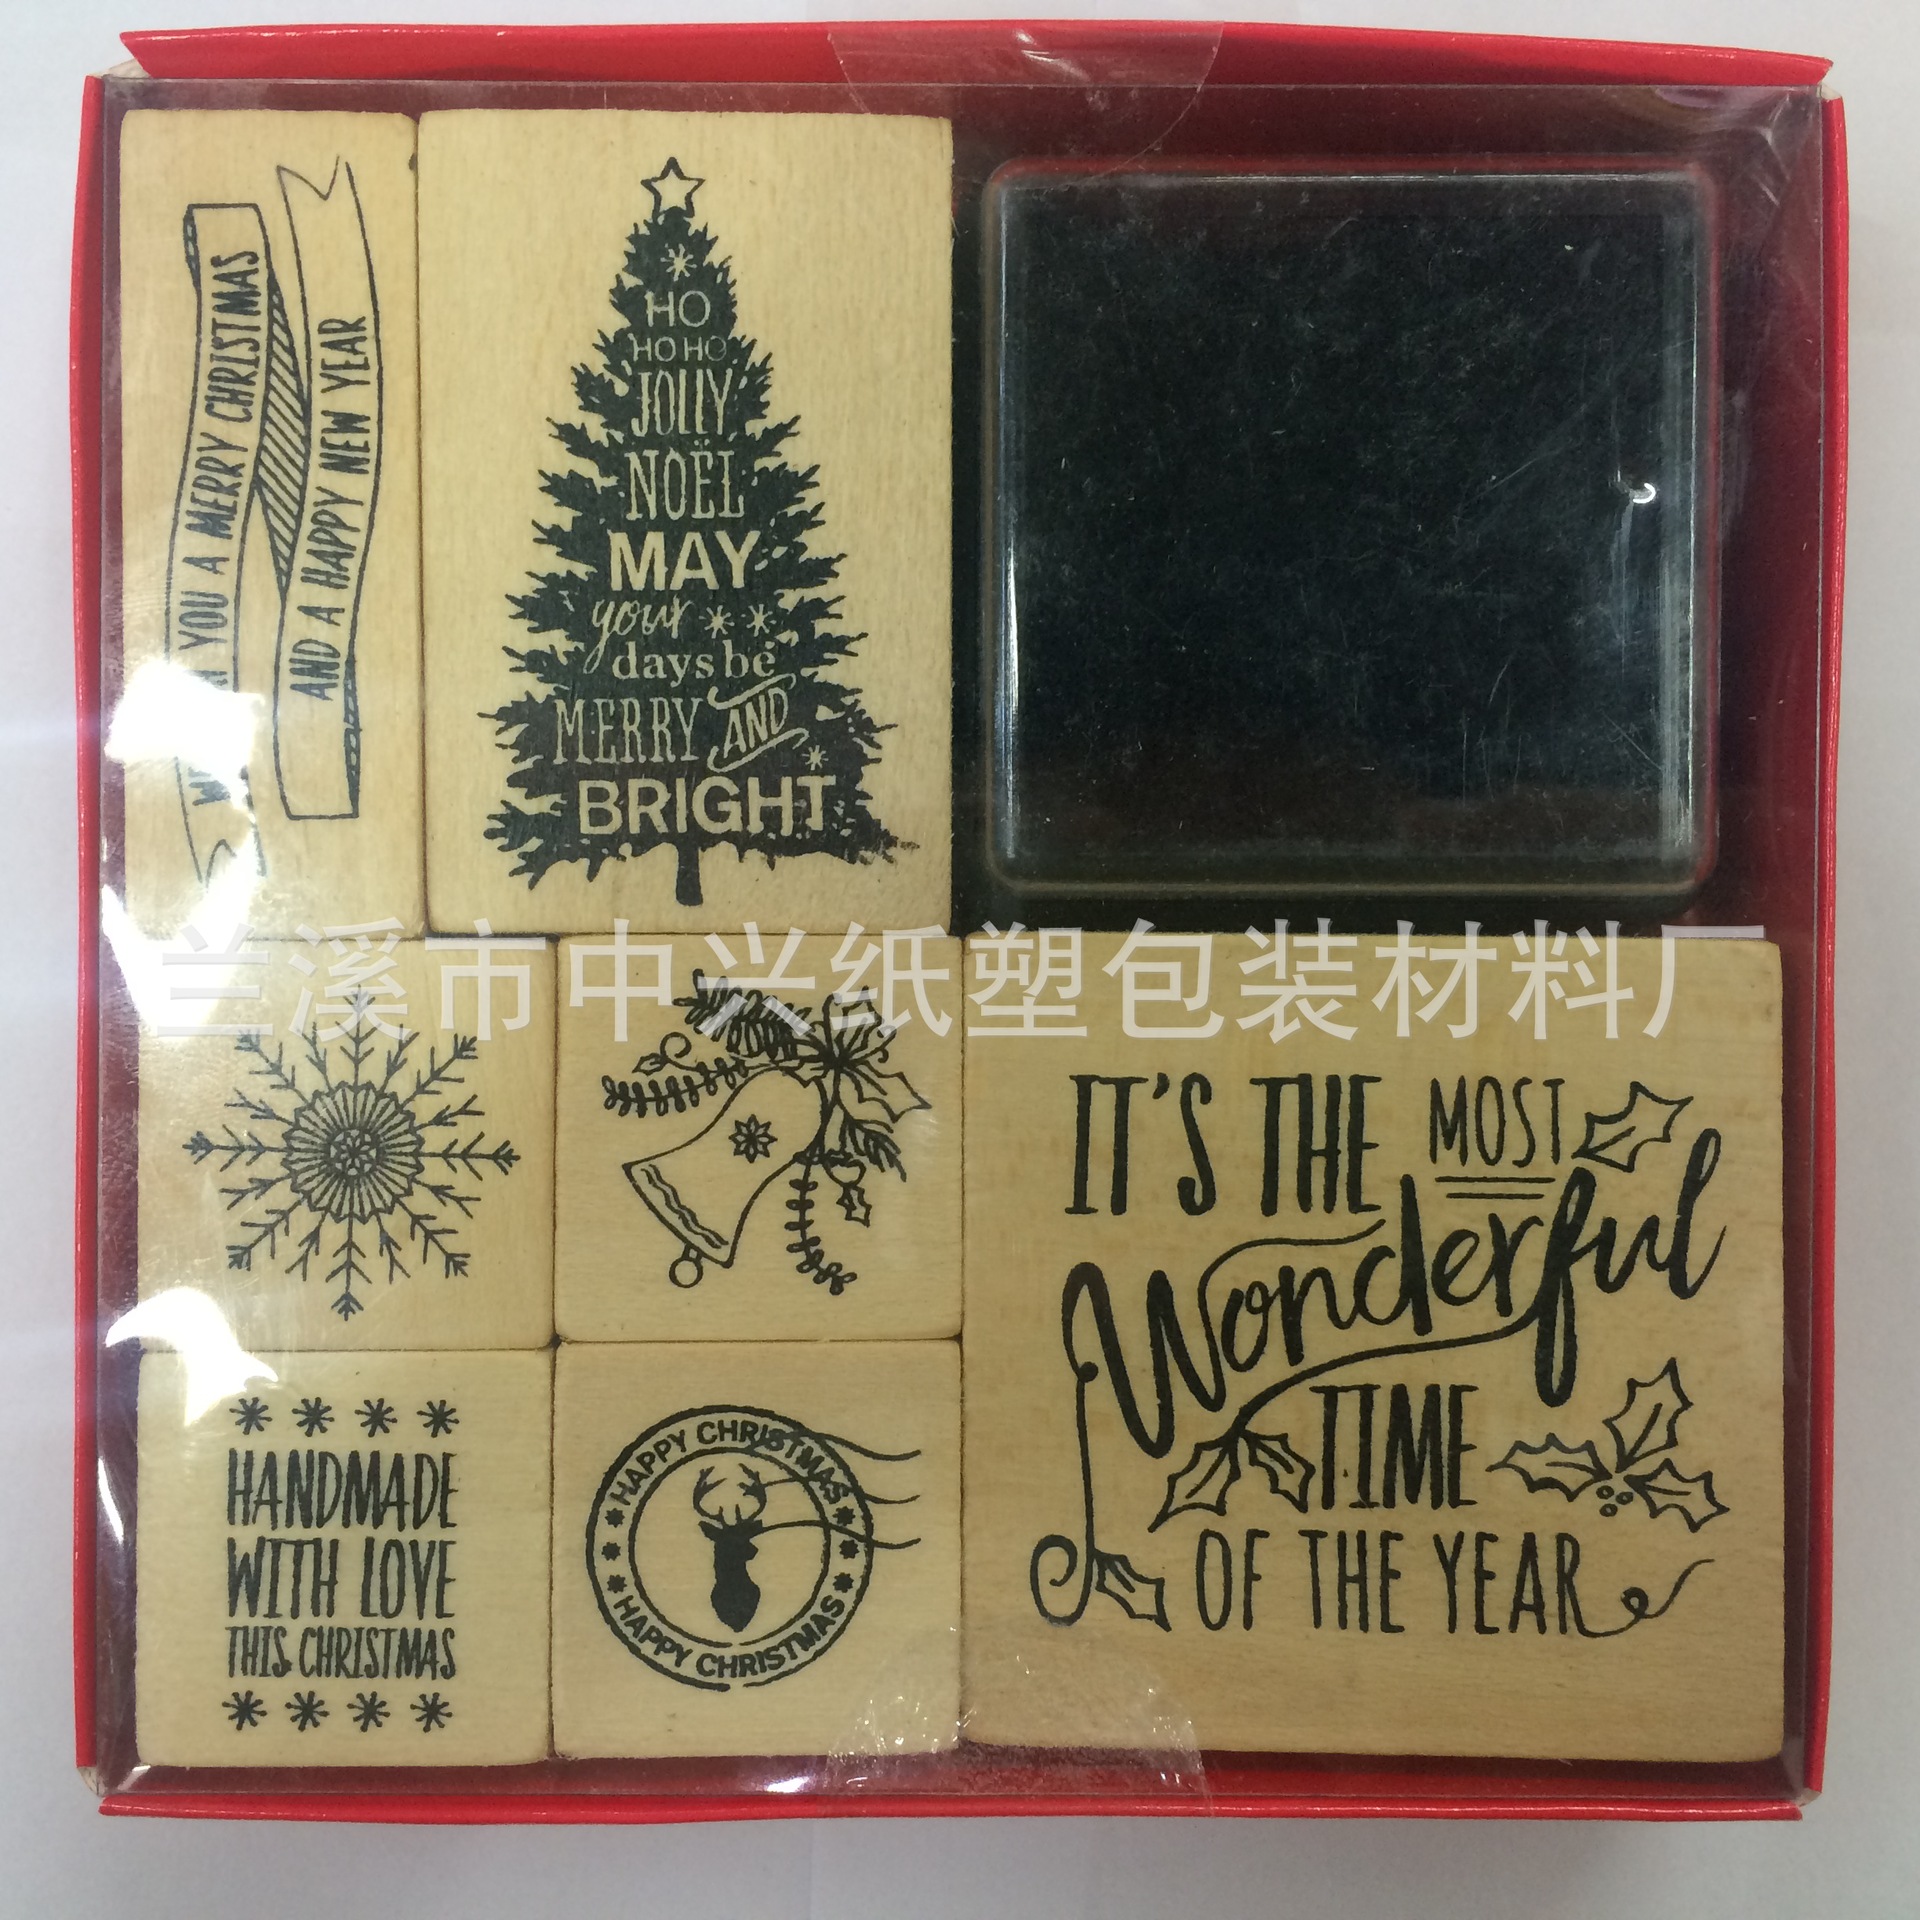 WE WISH YOU A MERRY CHRISTMAS
AND A HAPPY NEW YEAR
HO
HO HO
JOLLY
NOËL
MAY
your
days be
MERRY AND
BRIGHT
兰溪市中兴纸塑包装材料厂
IT'S THE MOST
Wonderful
TIME
OF THE YEAR
HANDMADE
WITH LOVE
THIS CHRISTMAS
HAPPY CHRISTMAS
HAPPY CHRISTMAS